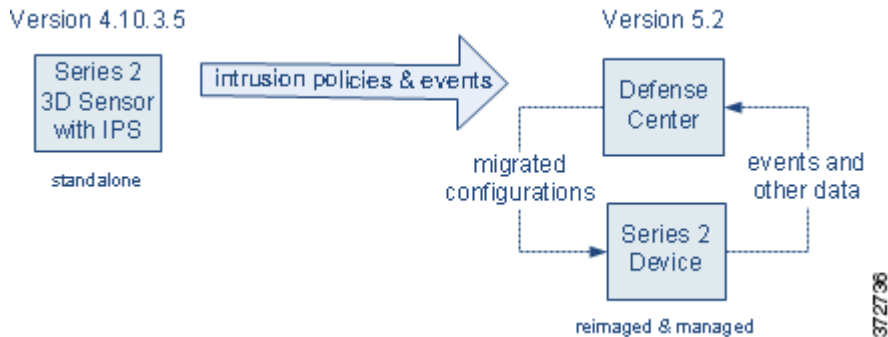 Version 4.10.3.5
Version 5.2
Series 2
3D Sensor
with IPS
standalone
intrusion policies & events
Defense
Center
migrated
configurations
events and
other data
Series 2
Device
reimaged & managed
372736